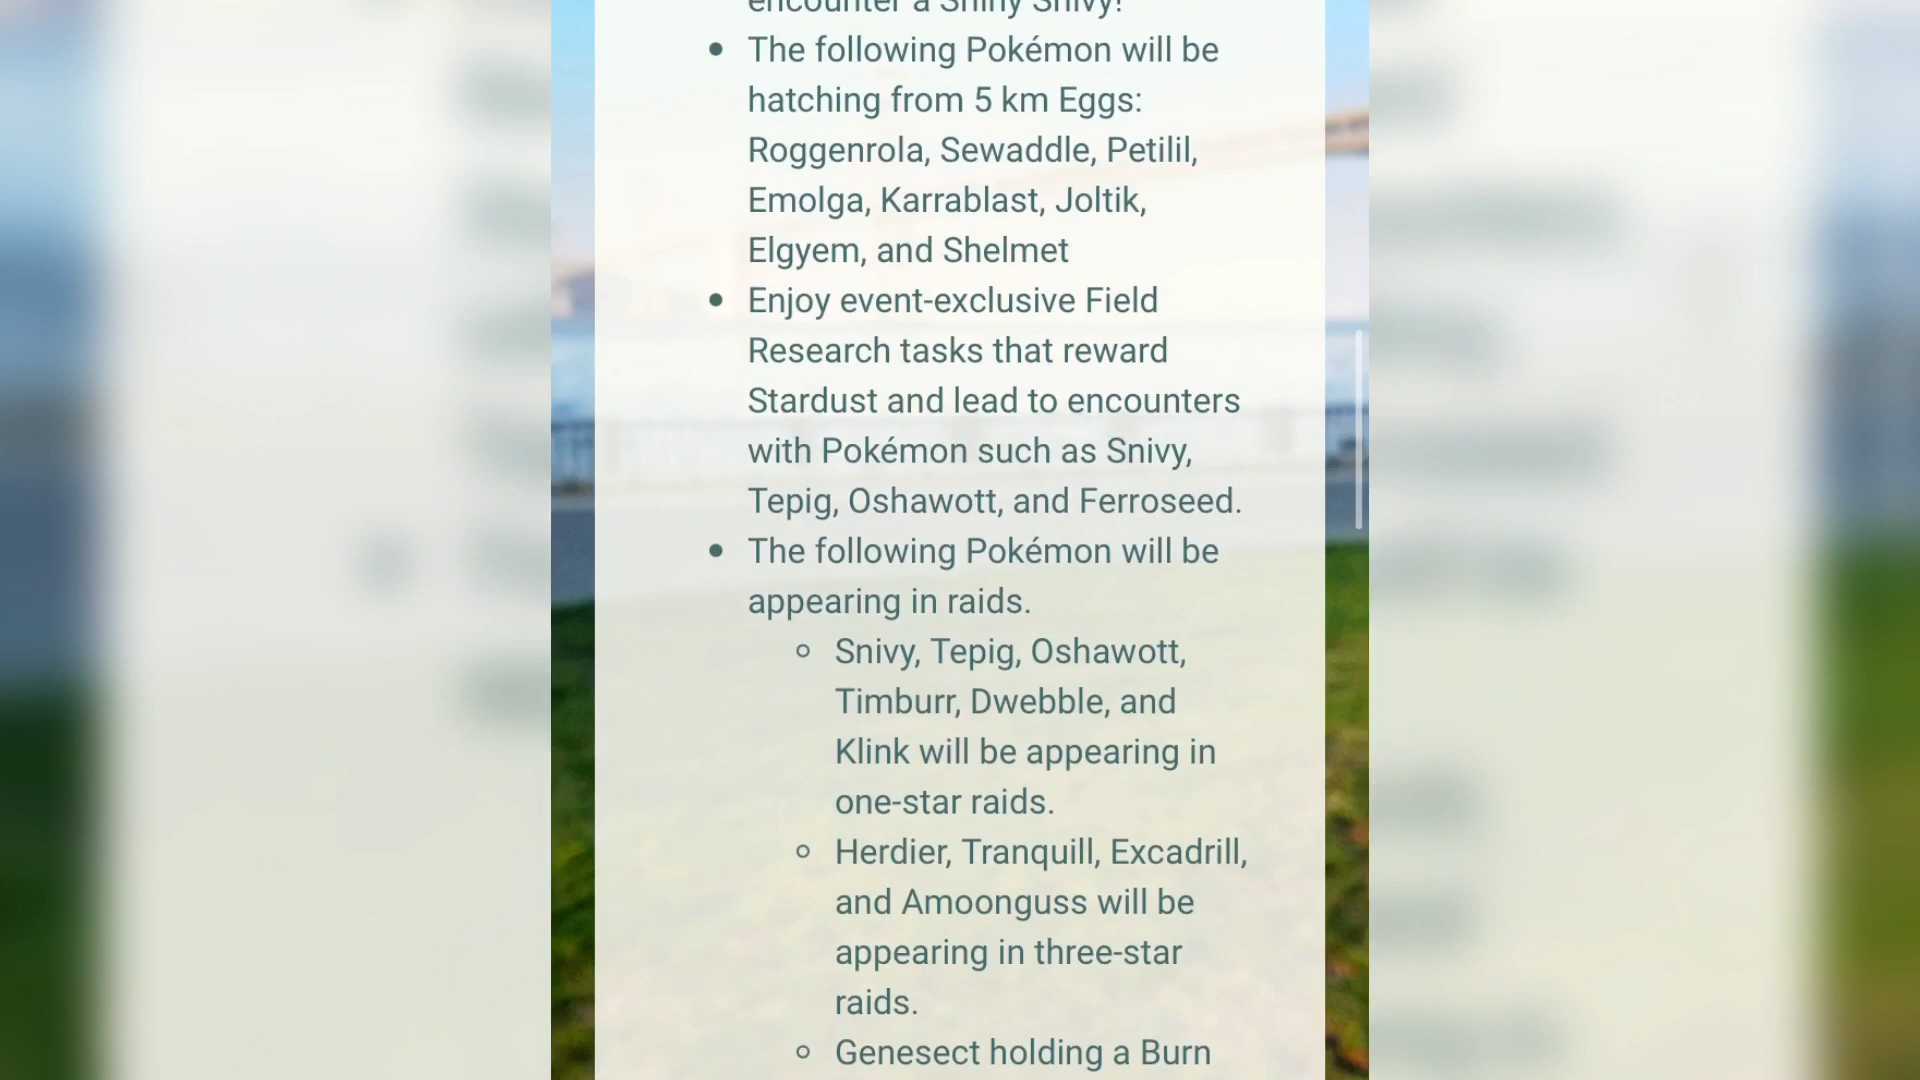 encounter a Shiny Snivy!
• The following Pokémon will be
hatching from 5 km Eggs:
Roggenrola, Sewaddle, Petilil,
Emolga, Karrablast, Joltik,
Elgyem, and Shelmet
• Enjoy event-exclusive Field
Research tasks that reward
Stardust and lead to encounters
with Pokémon such as Snivy,
Tepig, Oshawott, and Ferroseed.
• The following Pokémon will be
appearing in raids.
◦ Snivy, Tepig, Oshawott,
Timburr, Dwebble, and
Klink will be appearing in
one-star raids.
◦ Herdier, Tranquill, Excadrill,
and Amoonguss will be
appearing in three-star
raids.
◦ Genesect holding a Burn